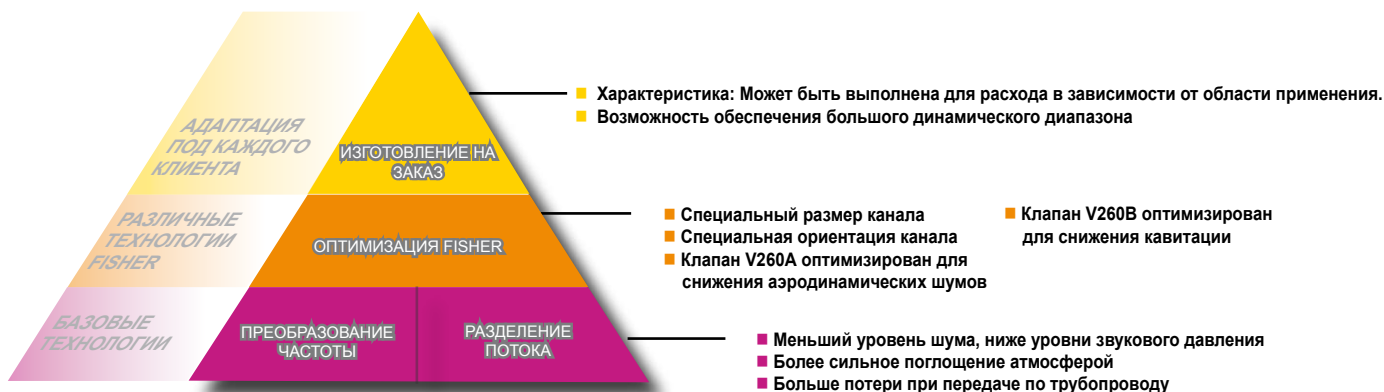 АДАПТАЦИЯ
ПОД КАЖДОГО
КЛИЕНТА
ИЗГОТОВЛЕНИЕ НА
ЗАКАЗ
Характеристика: Может быть выполнена для расхода в зависимости от области применения.
Возможность обеспечения большого динамического диапазона
РАЗЛИЧНЫЕ
ТЕХНОЛОГИИ
FISHER
ОПТИМИЗАЦИЯ FISHER
Специальный размер канала
Специальная ориентация канала
Клапан V260A оптимизирован для
снижения аэродинамических шумов
Клапан V260B оптимизирован
для снижения кавитации
БАЗОВЫЕ
ТЕХНОЛОГИИ
ПРЕОБРАЗОВАНИЕ
ЧАСТОТЫ
РАЗДЕЛЕНИЕ
ПОТОКА
Меньший уровень шума, ниже уровни звукового давления
Более сильное поглощение атмосферой
Больше потери при передаче по трубопроводу